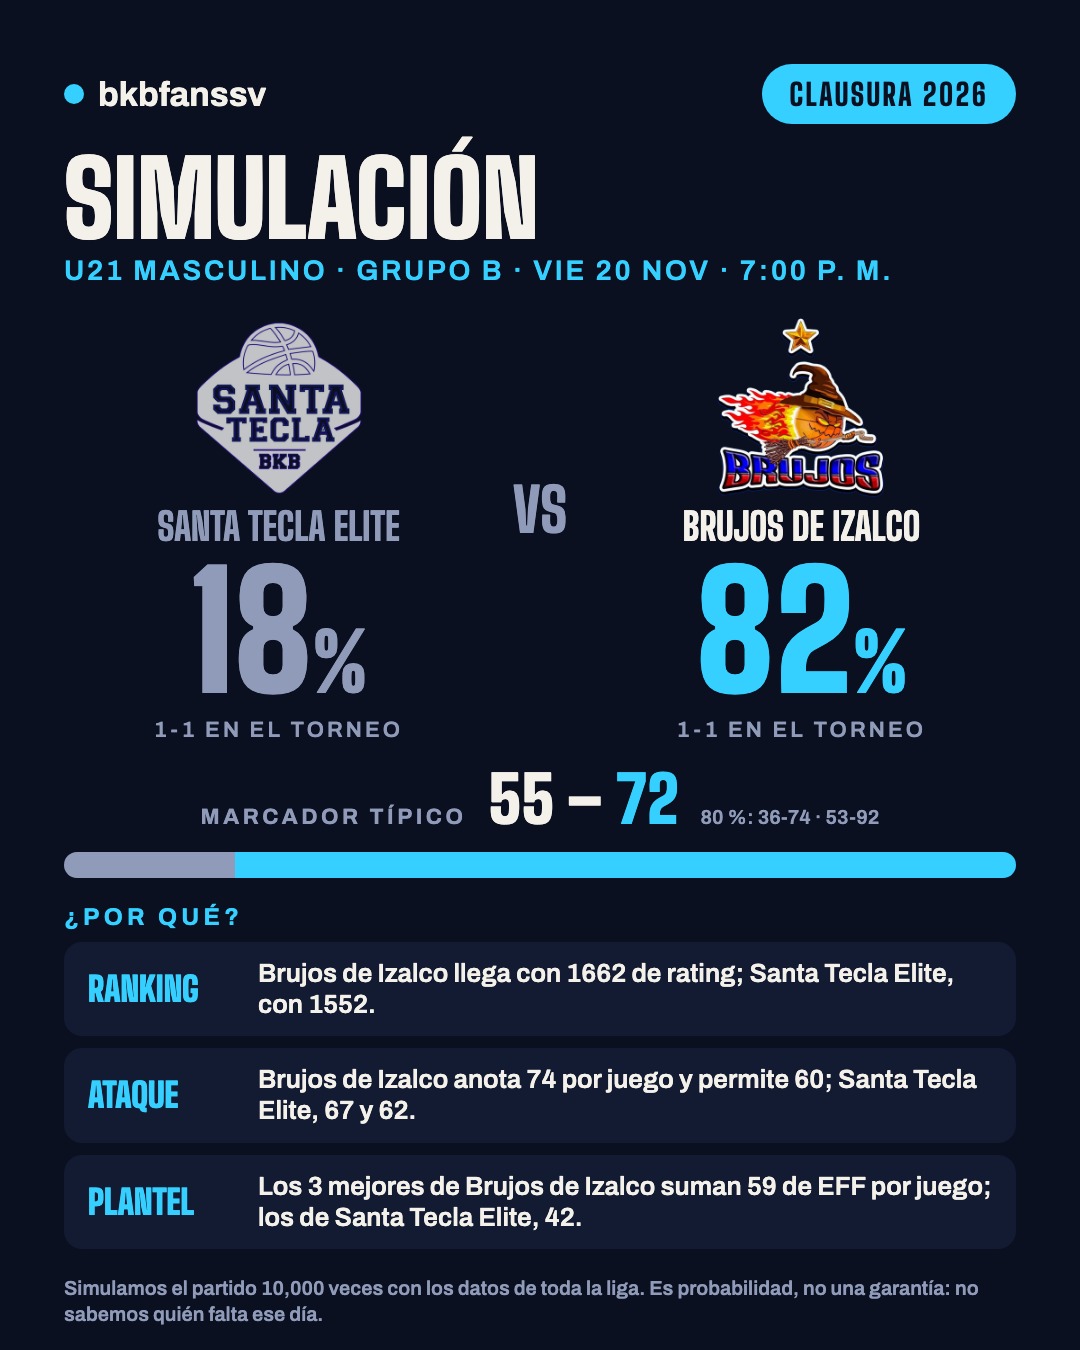 bkbfanssv
CLAUSURA 2026
SIMULACIÓN
U21 MASCULINO · GRUPO B · VIE 20 NOV · 7:00 P. M.
SANTA
TECLA
BKB
BRUJOS
SANTA TECLA ELITE
VS
BRUJOS DE IZALCO
18%
82%
1-1 EN EL TORNEO
1-1 EN EL TORNEO
MARCADOR TÍPICO 55 – 72 80 %: 36-74 · 53-92
¿POR QUÉ?
RANKING
Brujos de Izalco llega con 1662 de rating; Santa Tecla Elite,
con 1552.
ATAQUE
Brujos de Izalco anota 74 por juego y permite 60; Santa Tecla
Elite, 67 y 62.
PLANTEL
Los 3 mejores de Brujos de Izalco suman 59 de EFF por juego;
los de Santa Tecla Elite, 42.
Simulamos el partido 10,000 veces con los datos de toda la liga. Es probabilidad, no una garantía: no
sabemos quién falta ese día.